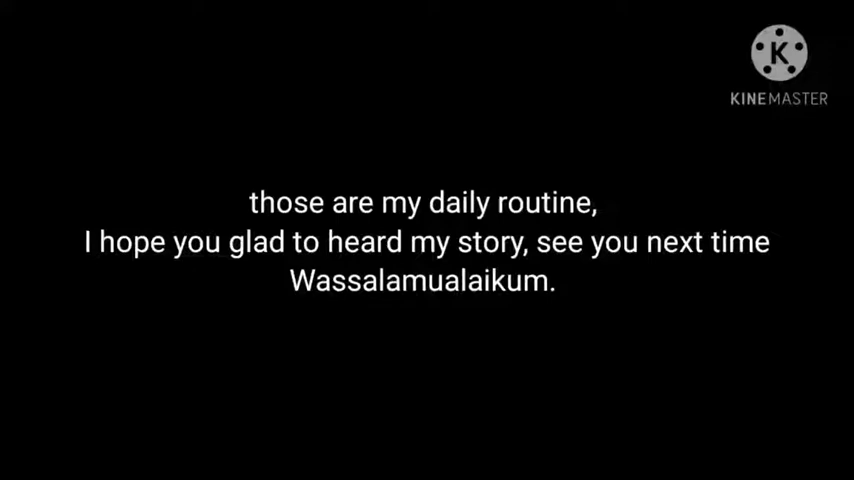 K
KINEMASTER
those are my daily routine,
I hope you glad to heard my story, see you next time
Wassalamualaikum.